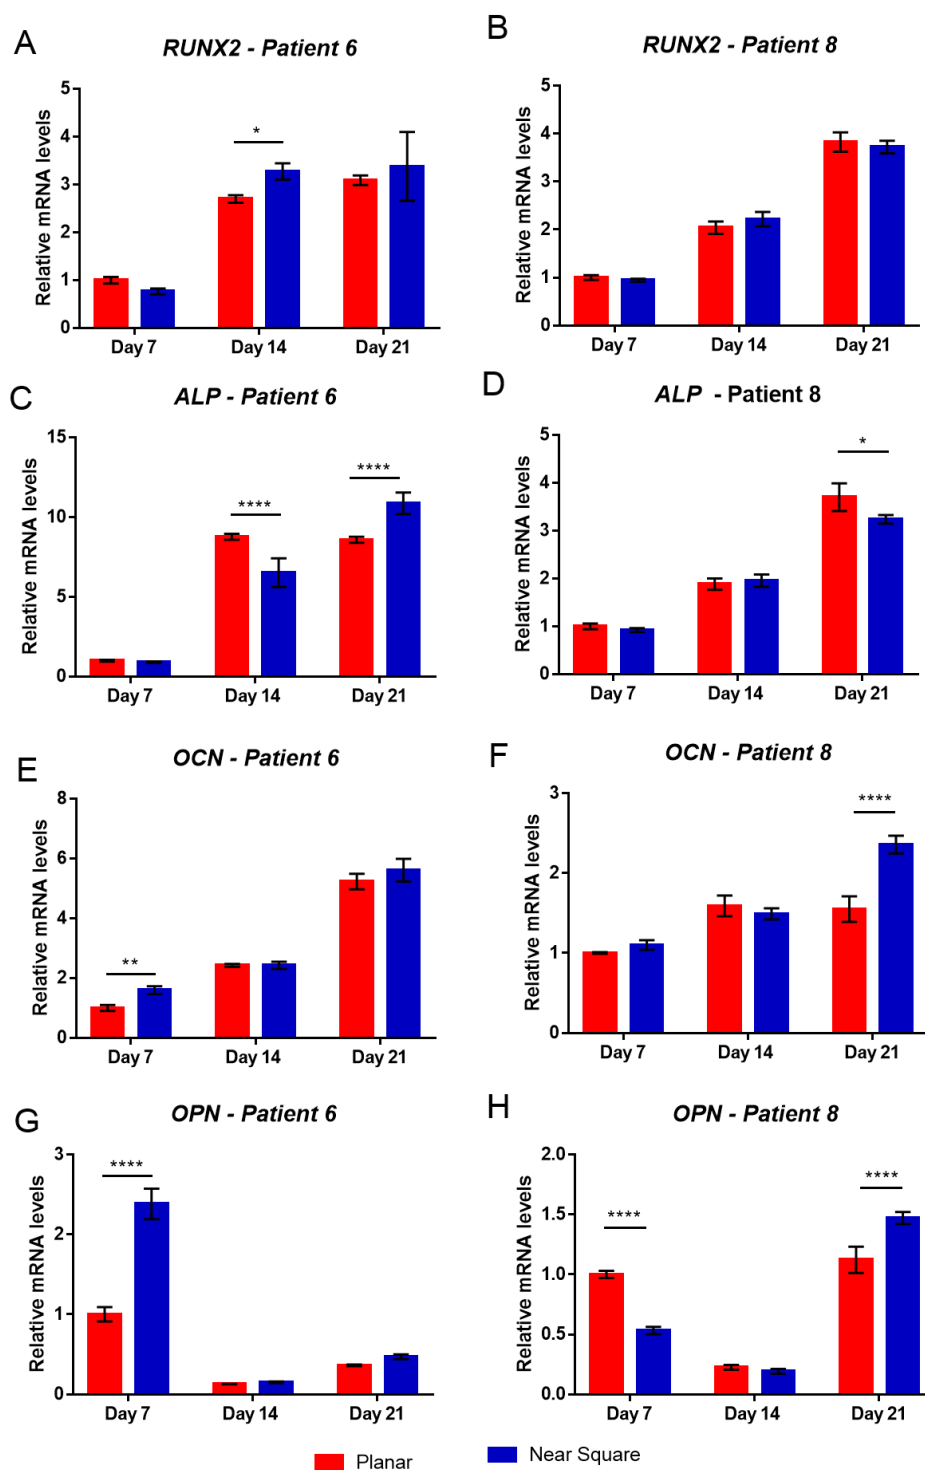 A
RUNX2 - Patient 6
Relative mRNA levels
5
4
3
2
1
0
*
Day 7
Day 14
Day 21
B
RUNX2 - Patient 8
Relative mRNA levels
5
4
3
2
1
0
Day 7
Day 14
Day 21
C
ALP - Patient 6
Relative mRNA levels
15
10
5
0
****
****
Day 7
Day 14
Day 21
D
ALP - Patient 8
Relative mRNA levels
5
4
3
2
1
0
*
Day 7
Day 14
Day 21
E
OCN - Patient 6
Relative mRNA levels
8
6
4
2
0
**
Day 7
Day 14
Day 21
F
OCN - Patient 8
Relative mRNA levels
3
2
1
0
****
Day 7
Day 14
Day 21
G
OPN - Patient 6
Relative mRNA levels
3
2
1
0
****
Day 7
Day 14
Day 21
H
OPN - Patient 8
Relative mRNA levels
2.0
1.5
1.0
0.5
0.0
****
****
Day 7
Day 14
Day 21
Planar
Near Square